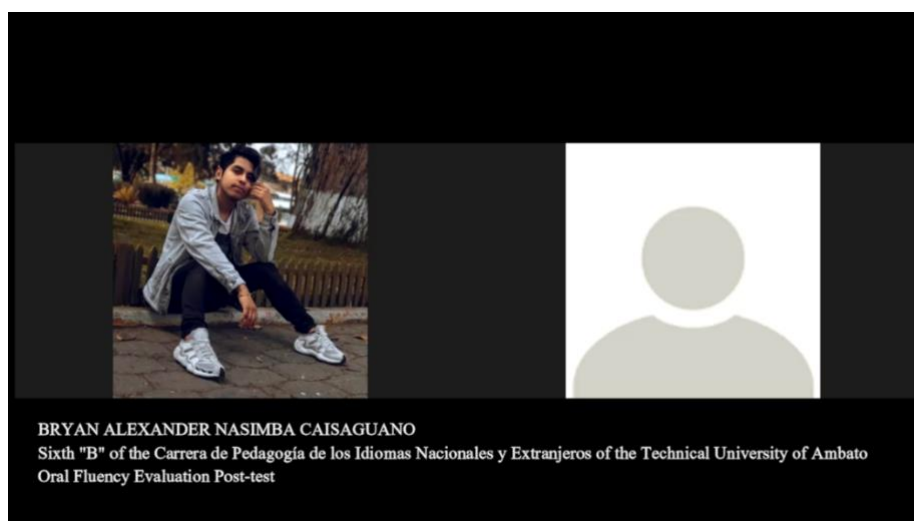 BRYAN ALEXANDER NASIMBA CAISAGUANO
Sixth "B" of the Carrera de Pedagogía de los Idiomas Nacionales y Extranjeros of the Technical University of Ambato
Oral Fluency Evaluation Post-test